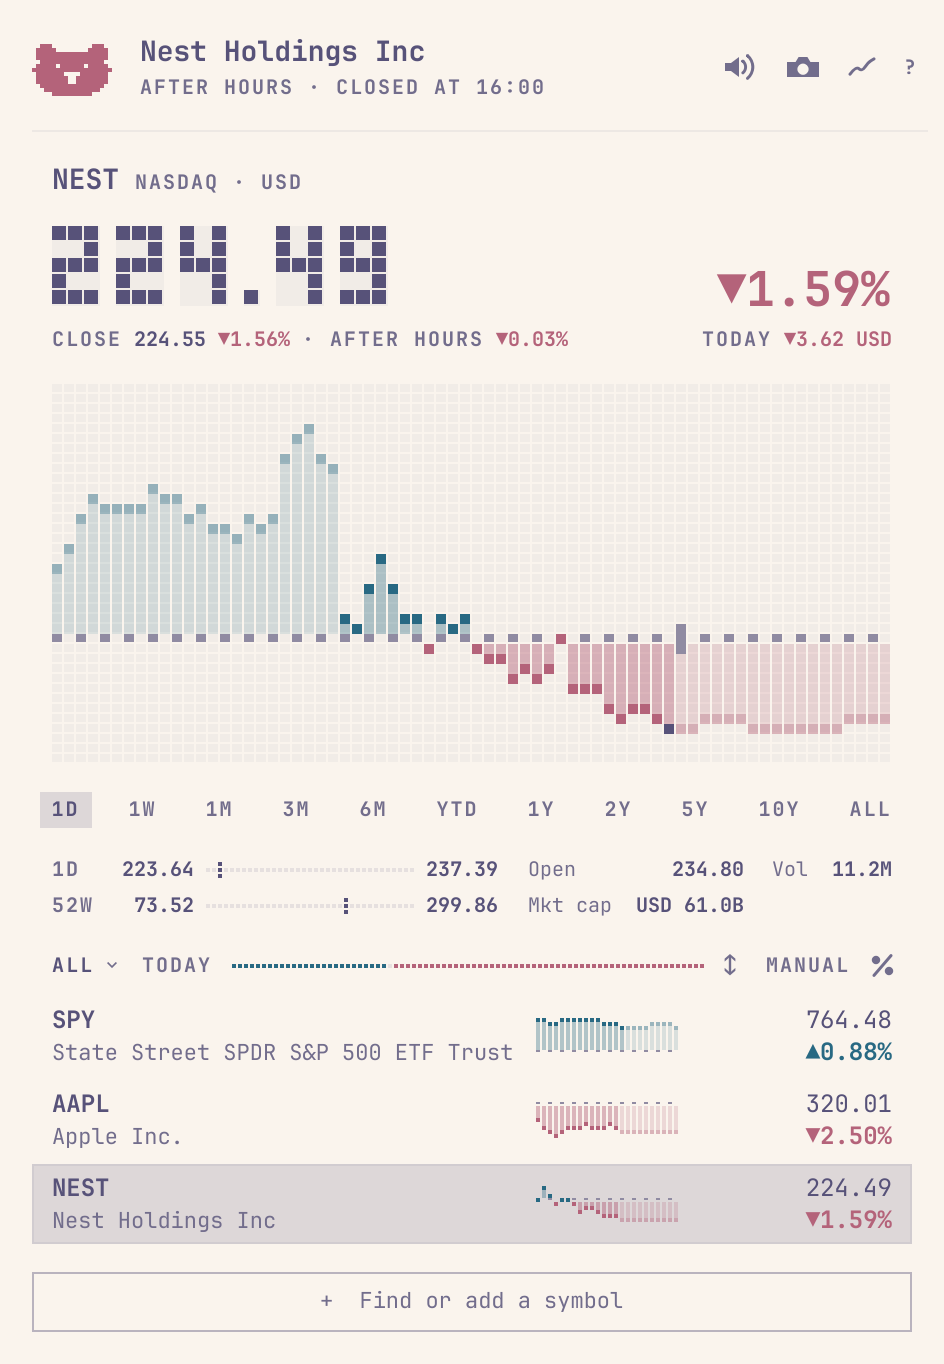 Nest Holdings Inc
AFTER HOURS · CLOSED AT 16:00
?
NEST NASDAQ · USD
224.49
▼1.59%
CLOSE 224.55 ▼1.56% · AFTER HOURS ▼0.03%
TODAY ▼3.62 USD
1D 1W 1M 3M 6M YTD 1Y 2Y 5Y 10Y ALL
1D 223.64 237.39 Open 234.80 Vol 11.2M
52W 73.52 299.86 Mkt cap USD 61.0B
ALL TODAY ↕ MANUAL %
SPY 764.48
State Street SPDR S&P 500 ETF Trust ▲0.88%
AAPL 320.01
Apple Inc. ▼2.50%
NEST 224.49
Nest Holdings Inc ▼1.59%
+ Find or add a symbol